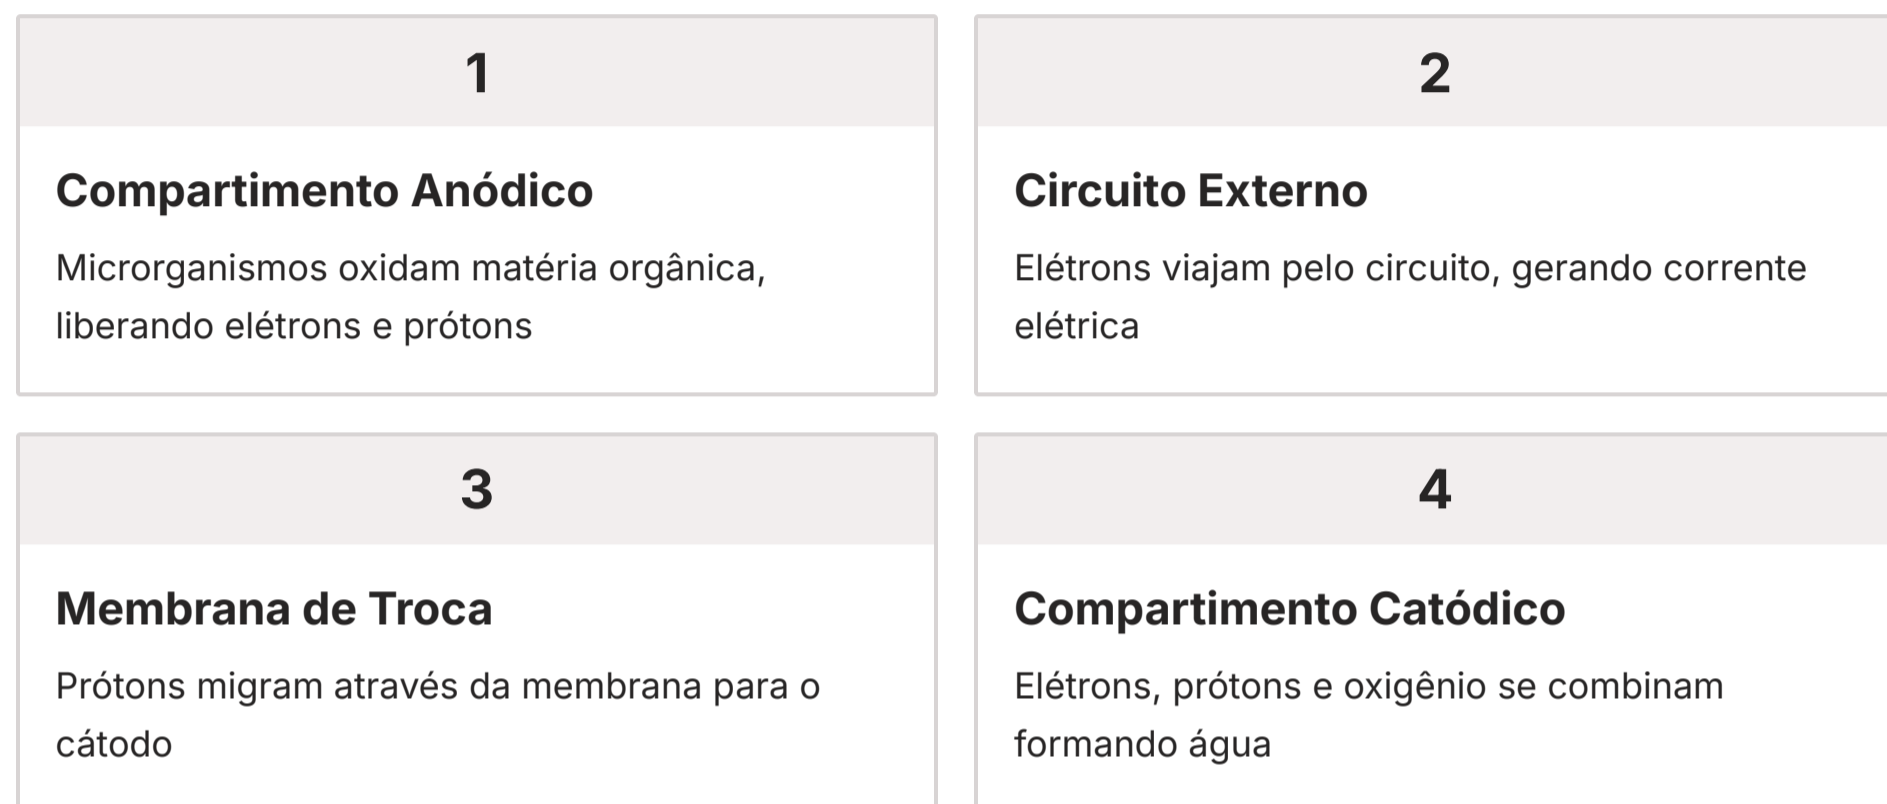 1
Compartimento Anódico
Microrganismos oxidam matéria orgânica,
liberando elétrons e prótons
2
Circuito Externo
Elétrons viajam pelo circuito, gerando corrente
elétrica
3
Membrana de Troca
Prótons migram através da membrana para o
cátodo
4
Compartimento Catódico
Elétrons, prótons e oxigênio se combinam
formando água